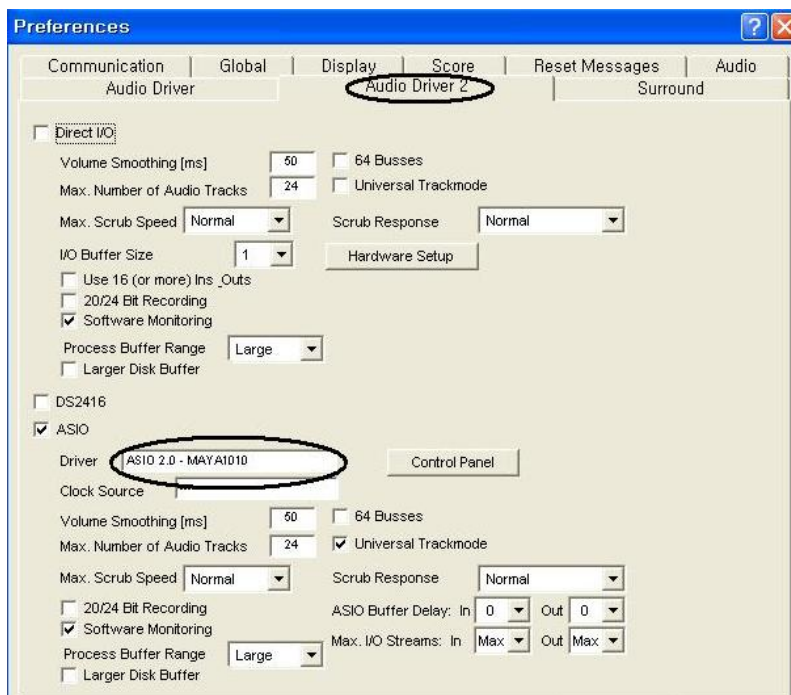 Preferences
Communication Global Display Score Reset Messages Audio
Audio Driver Audio Driver 2 Surround
Direct I/O
Volume Smoothing [ms] 50 64 Busses
Max. Number of Audio Tracks 24 Universal Trackmode
Max. Scrub Speed Normal Scrub Response Normal
I/O Buffer Size 1 Hardware Setup
Use 16 (or more) Ins_Outs
20/24 Bit Recording
Software Monitoring
Process Buffer Range Large
Larger Disk Buffer
DS2416
ASIO
Driver ASIO 2.0 - MAYA1010 Control Panel
Clock Source
Volume Smoothing [ms] 50 64 Busses
Max. Number of Audio Tracks 24 Universal Trackmode
Max. Scrub Speed Normal Scrub Response Normal
20/24 Bit Recording ASIO Buffer Delay: In 0 Out 0
Software Monitoring
Max. I/O Streams: In Max Out Max
Process Buffer Range Large
Larger Disk Buffer